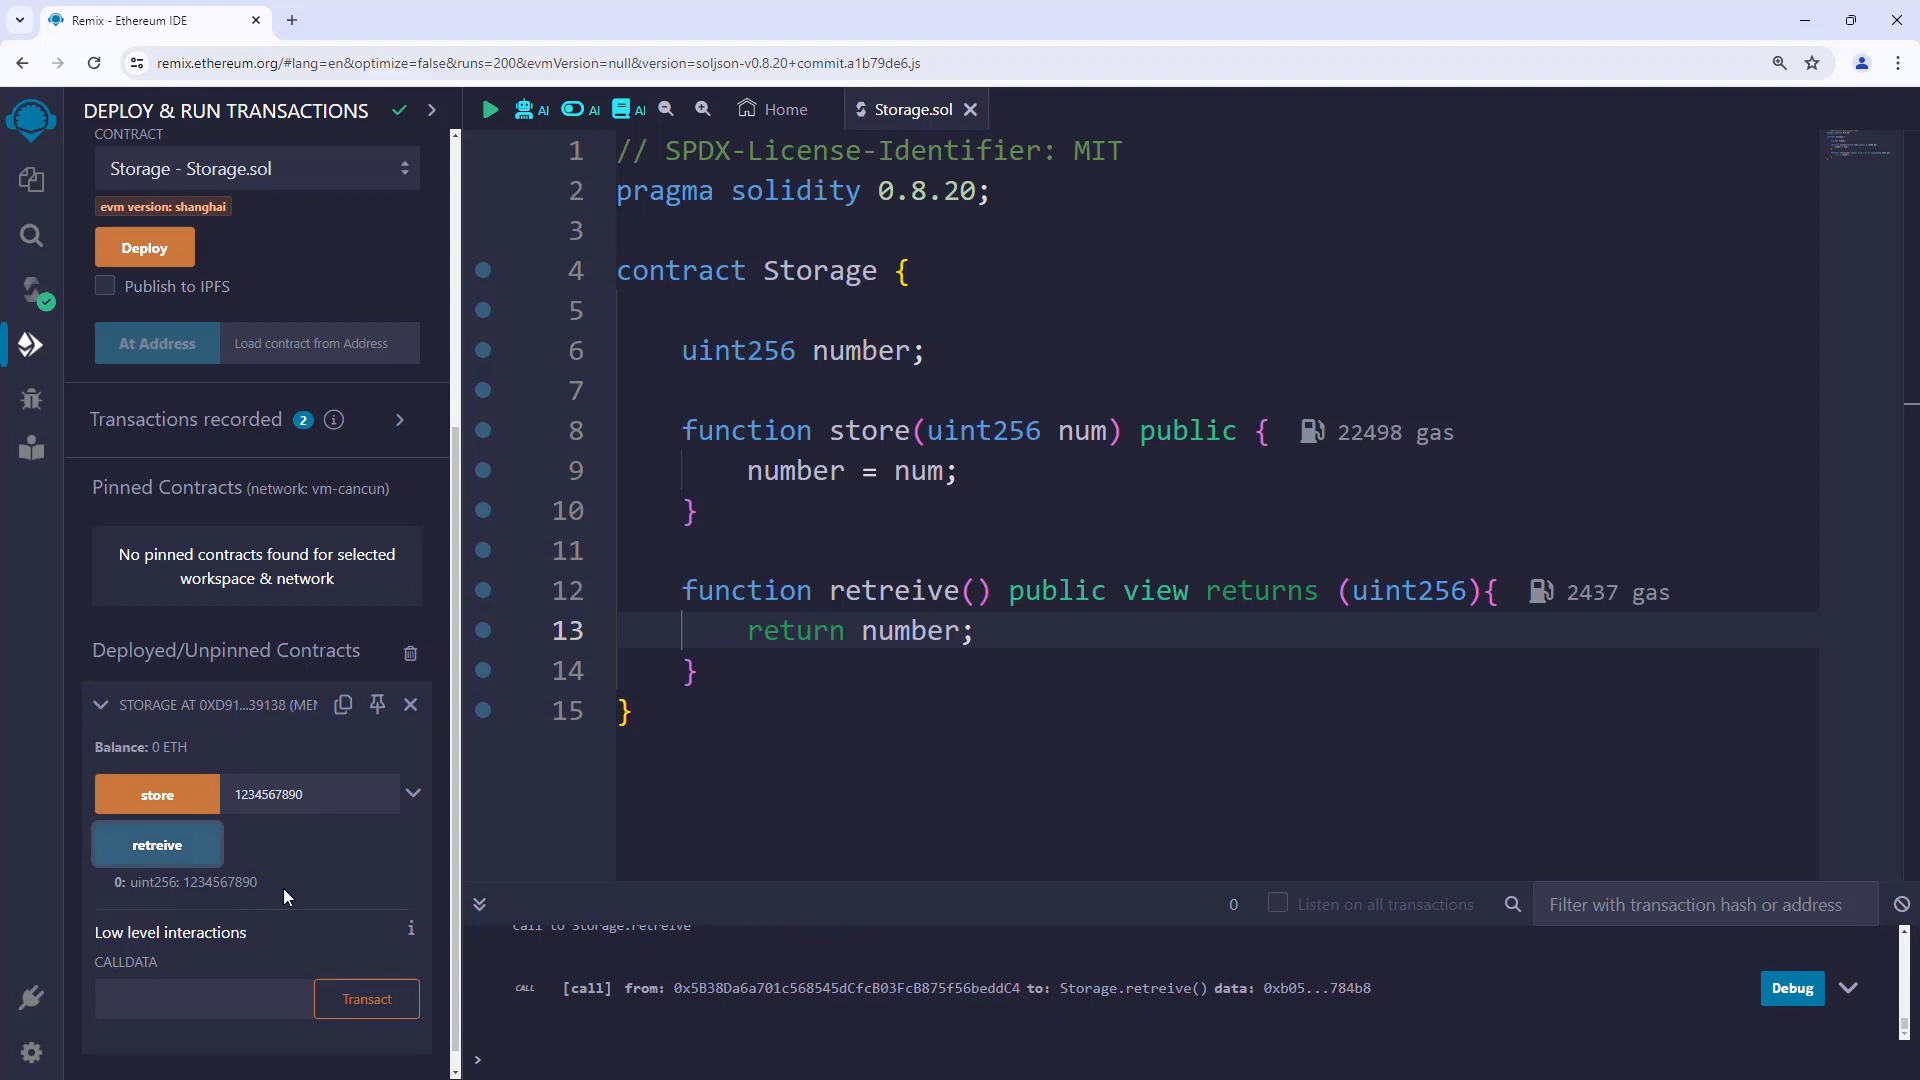 Remix - Ethereum IDE
remix.ethereum.org/#lang=en&optimize=false&runs=200&evmVersion=null&version=soljson-v0.8.20+commit.a1b79de6.js
DEPLOY & RUN TRANSACTIONS
CONTRACT
Storage - Storage.sol
evm version: shanghai
Deploy
Publish to IPFS
At Address
Load contract from Address
Transactions recorded 2 i
Pinned Contracts (network: vm-cancun)
No pinned contracts found for selected
workspace & network
Deployed/Unpinned Contracts
STORAGE AT 0XD91...39138 (MEM
Balance: 0 ETH
store
1234567890
retreive
0: uint256: 1234567890
Low level interactions
i
CALLDATA
Transact
AI
AI
AI
Home
Storage.sol
1 // SPDX-License-Identifier: MIT
2 pragma solidity 0.8.20;
3
4 contract Storage {
5
6 uint256 number;
7
8 function store(uint256 num) public { 22498 gas
9 number = num;
10 }
11
12 function retreive() public view returns (uint256){ 2437 gas
13 return number;
14 }
15 }
0
Listen on all transactions
Filter with transaction hash or address
call to Storage.retreive
CALL [call] from: 0x5B38Da6a701c568545dCfcB03FcB875f56beddC4 to: Storage.retreive() data: 0xb05...784b8
Debug
>